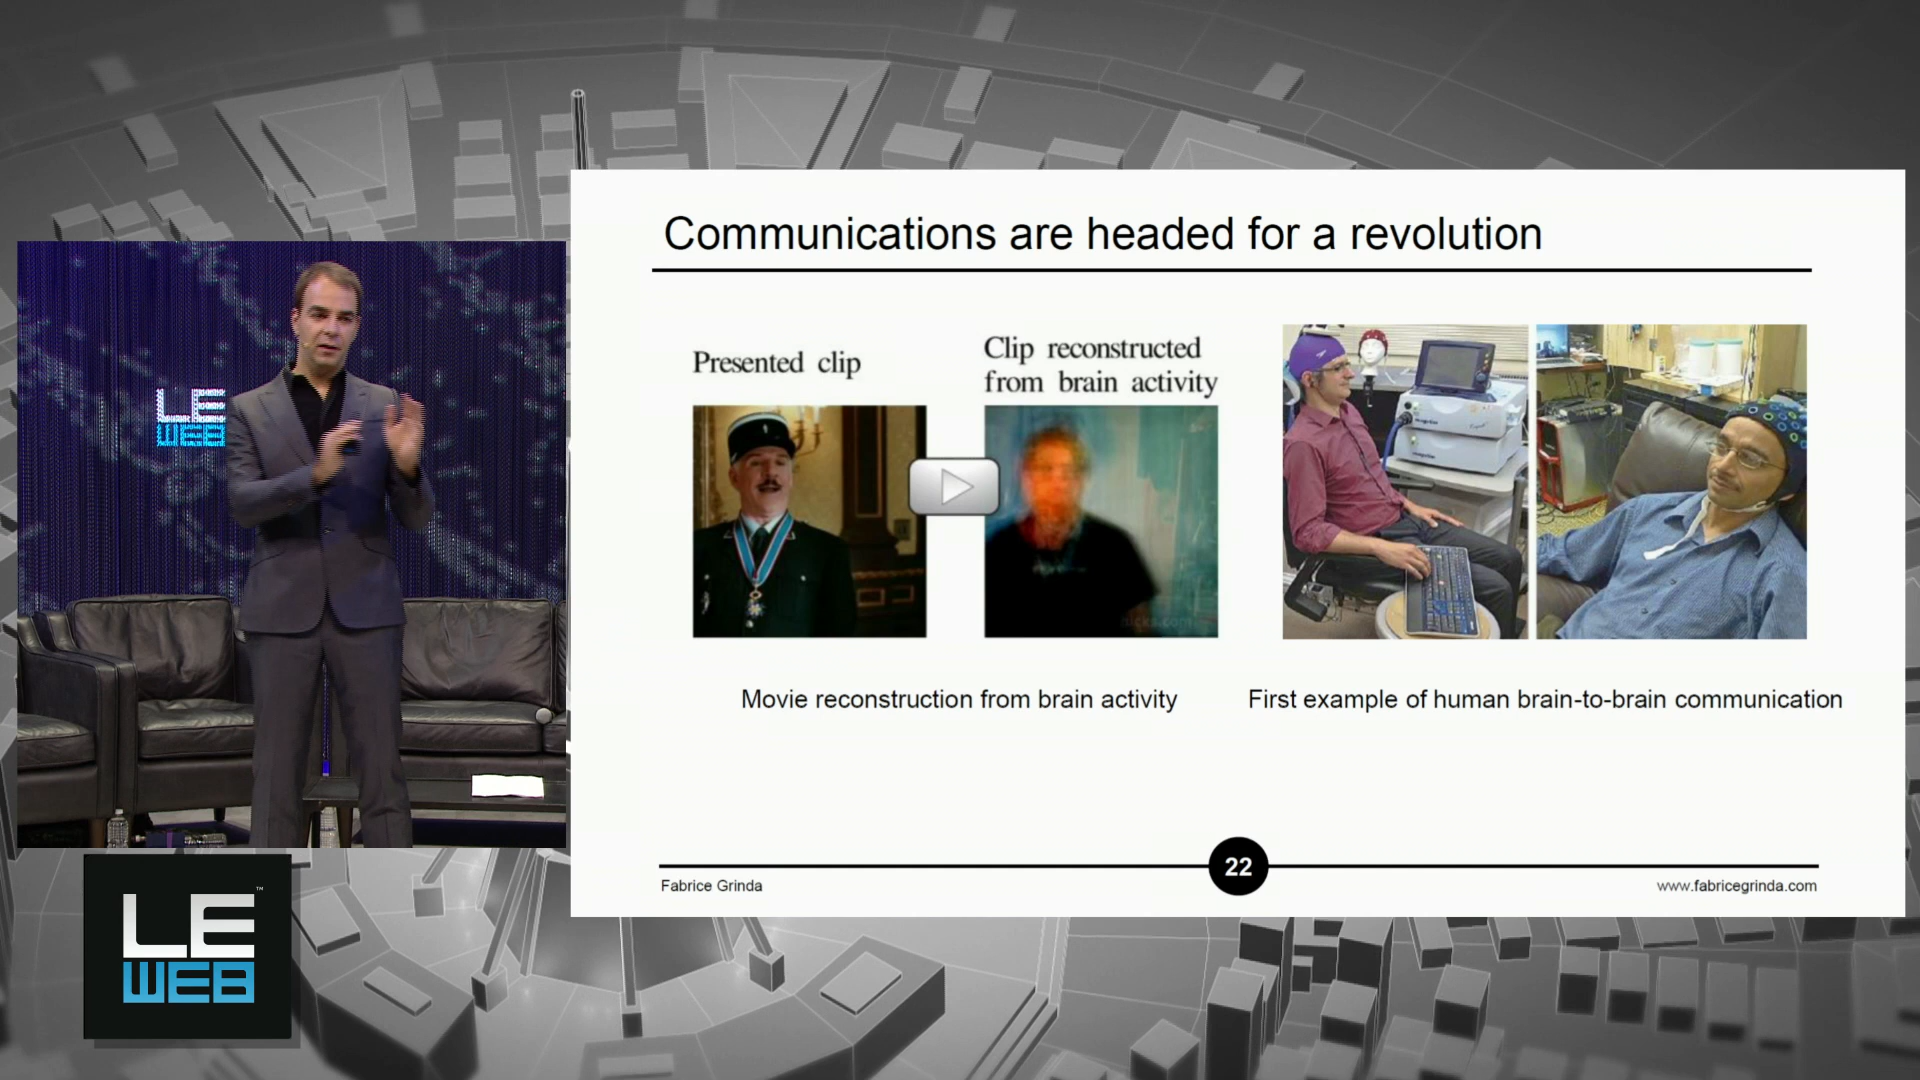 Communications are headed for a revolution
Presented clip
Clip reconstructed
from brain activity
Movie reconstruction from brain activity
First example of human brain-to-brain communication
22
Fabrice Grinda
www.fabricegrinda.com
LE
WEB
LE
WEB
™